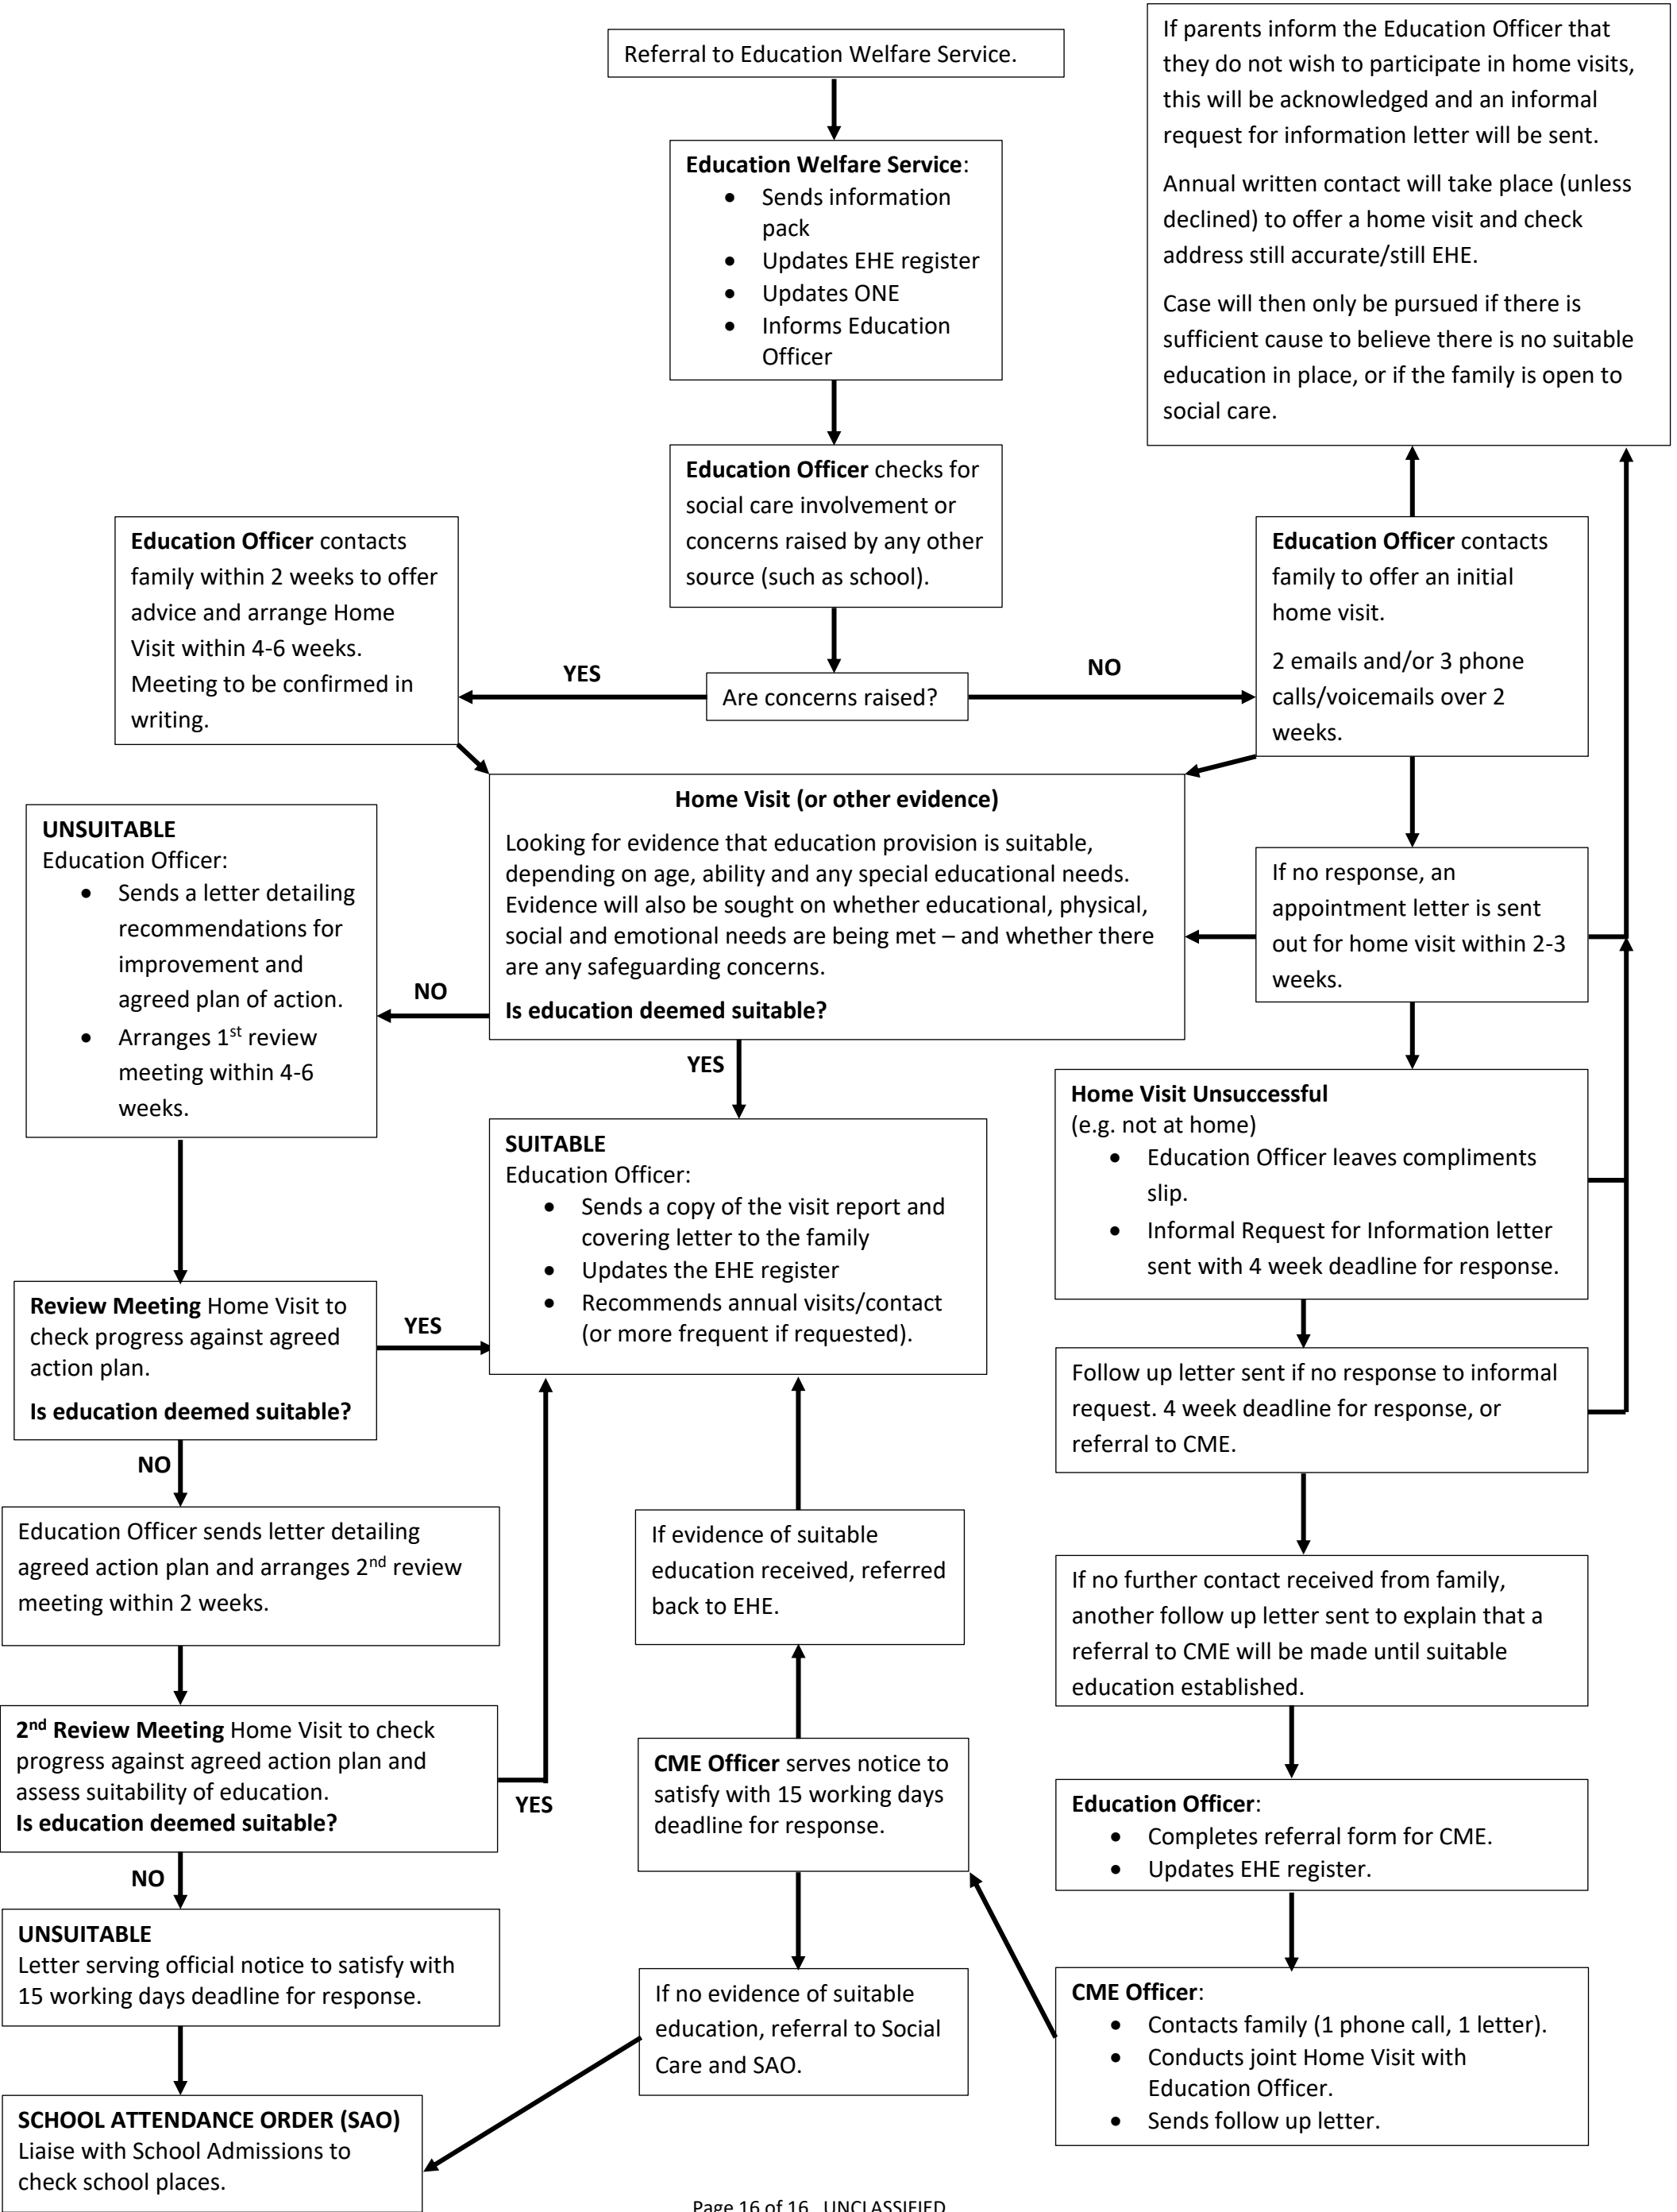 Referral to Education Welfare Service.
Education Welfare Service:
• Sends information
pack
• Updates EHE register
• Updates ONE
• Informs Education
Officer
If parents inform the Education Officer that
they do not wish to participate in home visits,
this will be acknowledged and an informal
request for information letter will be sent.
Annual written contact will take place (unless
declined) to offer a home visit and check
address still accurate/still EHE.
Case will then only be pursued if there is
sufficient cause to believe there is no suitable
education in place, or if the family is open to
social care.
Education Officer checks for
social care involvement or
concerns raised by any other
source (such as school).
Are concerns raised?
YES
NO
Education Officer contacts
family within 2 weeks to offer
advice and arrange Home
Visit within 4-6 weeks.
Meeting to be confirmed in
writing.
Education Officer contacts
family to offer an initial
home visit.
2 emails and/or 3 phone
calls/voicemails over 2
weeks.
Home Visit (or other evidence)
Looking for evidence that education provision is suitable,
depending on age, ability and any special educational needs.
Evidence will also be sought on whether educational, physical,
social and emotional needs are being met – and whether there
are any safeguarding concerns.
Is education deemed suitable?
NO
YES
UNSUITABLE
Education Officer:
• Sends a letter detailing
recommendations for
improvement and
agreed plan of action.
• Arranges 1st review
meeting within 4-6
weeks.
If no response, an
appointment letter is sent
out for home visit within 2-3
weeks.
Home Visit Unsuccessful
(e.g. not at home)
• Education Officer leaves compliments
slip.
• Informal Request for Information letter
sent with 4 week deadline for response.
SUITABLE
Education Officer:
• Sends a copy of the visit report and
covering letter to the family
• Updates the EHE register
• Recommends annual visits/contact
(or more frequent if requested).
Review Meeting Home Visit to
check progress against agreed
action plan.
Is education deemed suitable?
YES
NO
Follow up letter sent if no response to informal
request. 4 week deadline for response, or
referral to CME.
Education Officer sends letter detailing
agreed action plan and arranges 2nd review
meeting within 2 weeks.
If evidence of suitable
education received, referred
back to EHE.
If no further contact received from family,
another follow up letter sent to explain that a
referral to CME will be made until suitable
education established.
2nd Review Meeting Home Visit to check
progress against agreed action plan and
assess suitability of education.
Is education deemed suitable?
YES
NO
CME Officer serves notice to
satisfy with 15 working days
deadline for response.
Education Officer:
• Completes referral form for CME.
• Updates EHE register.
UNSUITABLE
Letter serving official notice to satisfy with
15 working days deadline for response.
If no evidence of suitable
education, referral to Social
Care and SAO.
CME Officer:
• Contacts family (1 phone call, 1 letter).
• Conducts joint Home Visit with
Education Officer.
• Sends follow up letter.
SCHOOL ATTENDANCE ORDER (SAO)
Liaise with School Admissions to
check school places.
Page 16 of 16 UNCLASSIFIED